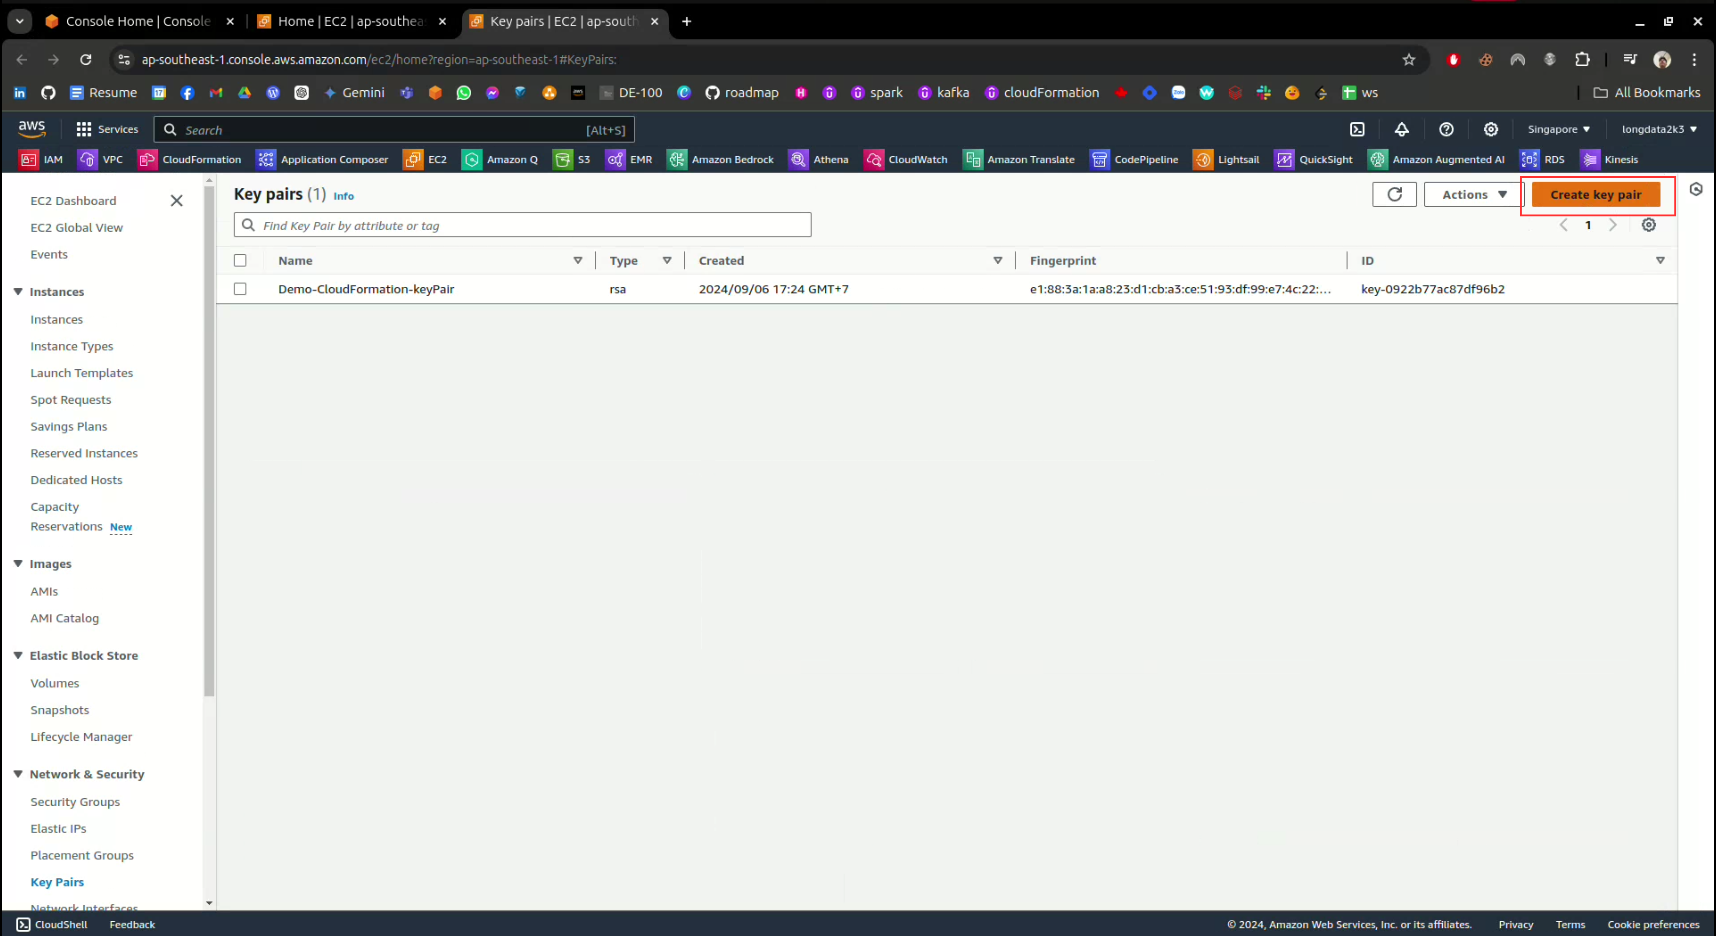 Console Home | Console
Home | EC2 | ap-southeas
Key pairs | EC2 | ap-south
ap-southeast-1.console.aws.amazon.com/ec2/home?region=ap-southeast-1#KeyPairs:
Resume
Gemini
DE-100
roadmap
spark
kafka
cloudFormation
ws
All Bookmarks
aws
Services
Search
[Alt+S]
Singapore
longdata2k3
IAM
VPC
CloudFormation
Application Composer
EC2
Amazon Q
S3
EMR
Amazon Bedrock
Athena
CloudWatch
Amazon Translate
CodePipeline
Lightsail
QuickSight
Amazon Augmented AI
RDS
Kinesis
EC2 Dashboard
EC2 Global View
Events
Instances
Instances
Instance Types
Launch Templates
Spot Requests
Savings Plans
Reserved Instances
Dedicated Hosts
Capacity
Reservations New
Images
AMIs
AMI Catalog
Elastic Block Store
Volumes
Snapshots
Lifecycle Manager
Network & Security
Security Groups
Elastic IPs
Placement Groups
Key Pairs
Network Interfaces
Key pairs (1) Info
Actions
Create key pair
Find Key Pair by attribute or tag
1
Name
Type
Created
Fingerprint
ID
Demo-CloudFormation-keyPair
rsa
2024/09/06 17:24 GMT+7
e1:88:3a:1a:a8:23:d1:cb:a3:ce:51:93:df:99:e7:4c:22:...
key-0922b77ac87df96b2
CloudShell
Feedback
© 2024, Amazon Web Services, Inc. or its affiliates.
Privacy
Terms
Cookie preferences